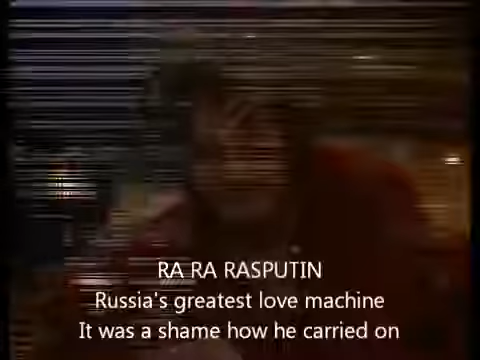 RA RA RASPUTIN
Russia's greatest love machine
It was a shame how he carried on